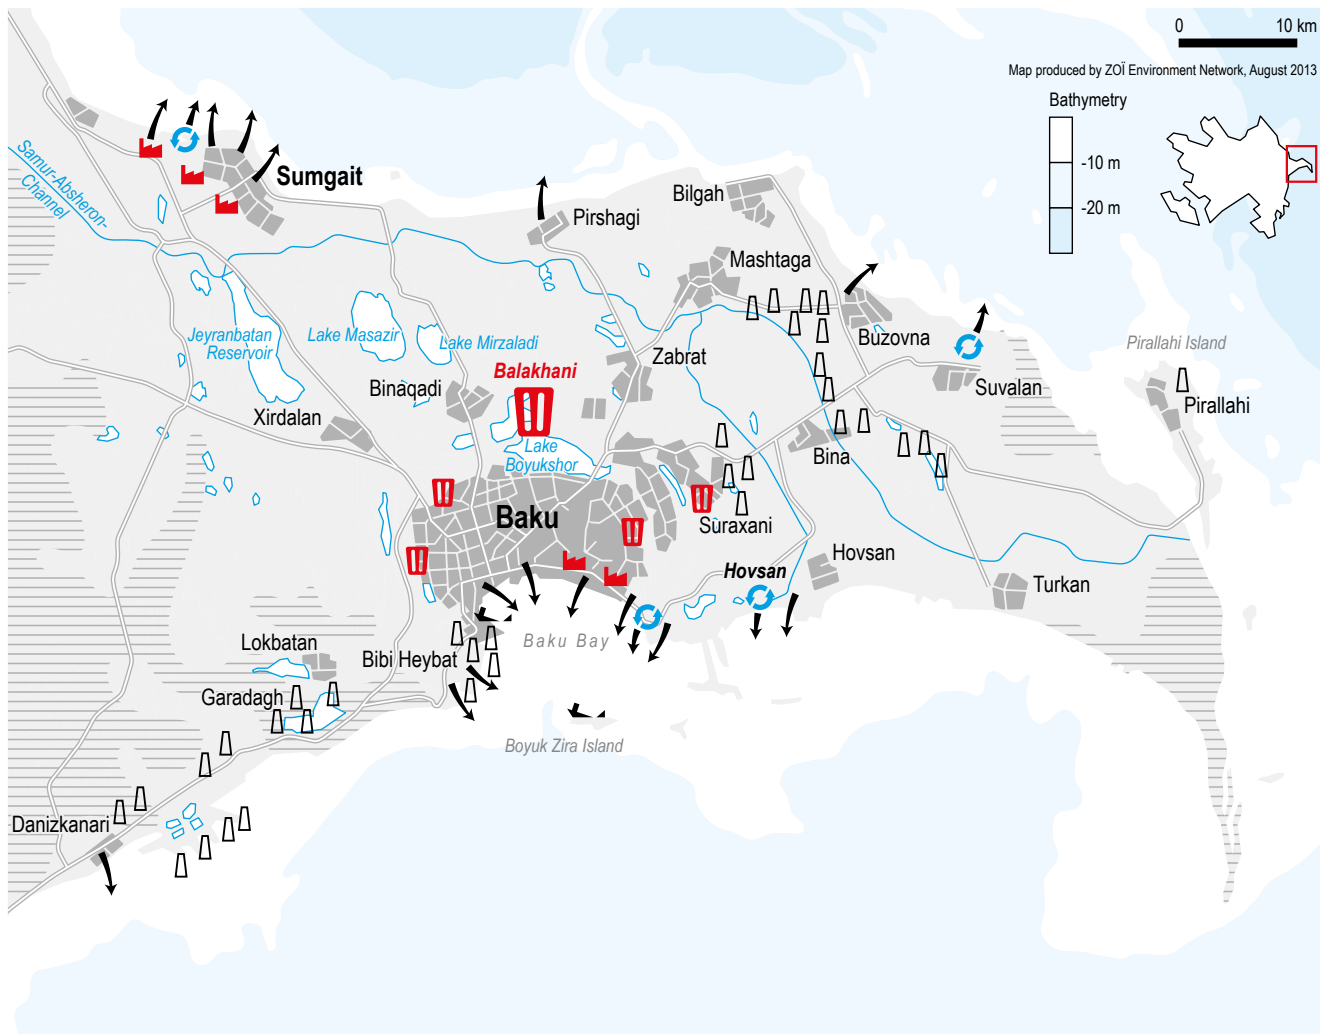 0 10 km
Map produced by ZOÏ Environment Network, August 2013
Bathymetry
-10 m
-20 m
Samur-Absheron-
Channel
Sumgait
Pirshagi
Bilgah
Mashtaga
Buzovna
Jeyranbatan
Reservoir
Lake Masazir
Lake Mirzaladi
Zabrat
Pirallahi Island
Balakhani
Binaqadi
Suvalan
Pirallahi
Xirdalan
Lake
Boyukshor
Bina
Baku
Suraxani
Hovsan
Hovsan
Turkan
Baku Bay
Lokbatan
Bibi Heybat
Garadagh
Boyuk Zira Island
Danizkanari